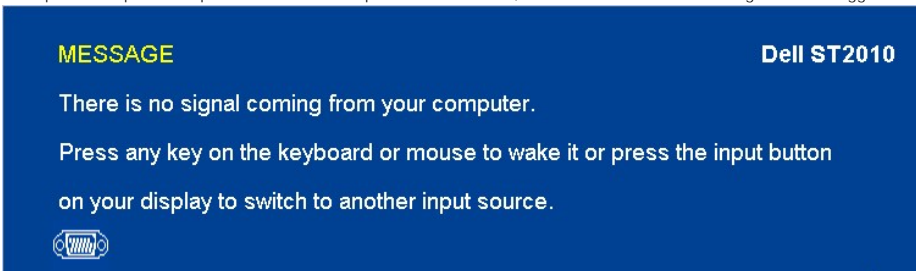 MESSAGE Dell ST2010
There is no signal coming from your computer.
Press any key on the keyboard or mouse to wake it or press the input button
on your display to switch to another input source.